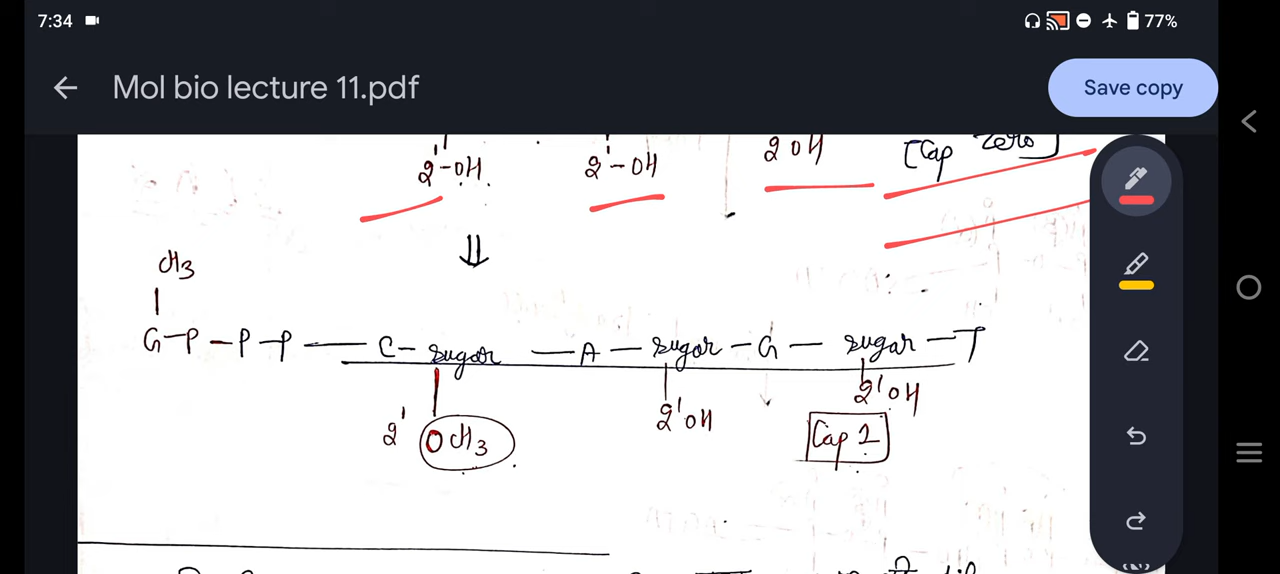 7:34
77%
Mol bio lecture 11.pdf
Save copy
2'-OH. 2'-OH 2 OH [Cap Zero]
⇓
CH3
G-P-P-P — C- sugar — A — sugar - G — sugar - T
2' OCH3 2'OH 2'OH
Cap 1